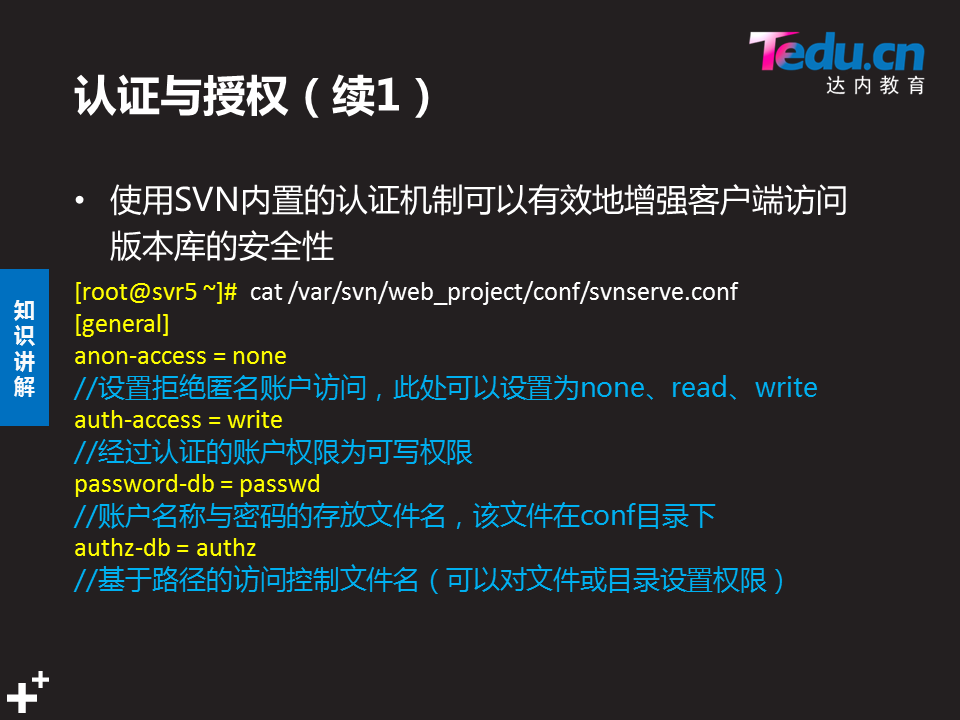 Tedu.cn
达内教育
认证与授权（续1）
• 使用SVN内置的认证机制可以有效地增强客户端访问
版本库的安全性
知识讲解
[root@svr5 ~]# cat /var/svn/web_project/conf/svnserve.conf
[general]
anon-access = none
//设置拒绝匿名账户访问，此处可以设置为none、read、write
auth-access = write
//经过认证的账户权限为可写权限
password-db = passwd
//账户名称与密码的存放文件名，该文件在conf目录下
authz-db = authz
//基于路径的访问控制文件名（可以对文件或目录设置权限）